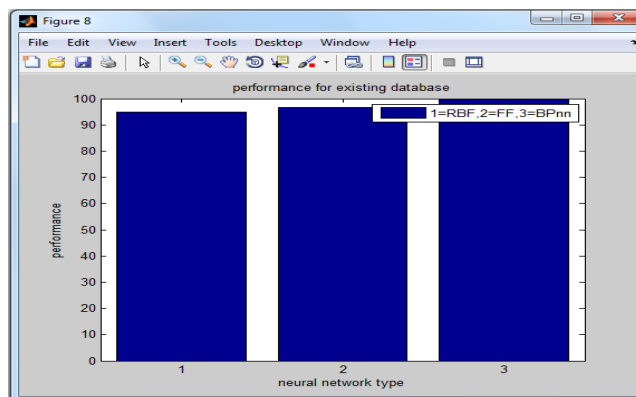 Figure 8
File Edit View Insert Tools Desktop Window Help
performance for existing database
1=RBF,2=FF,3=BPnn
100
90
80
70
60
50
40
30
20
10
0
performance
1 2 3
neural network type